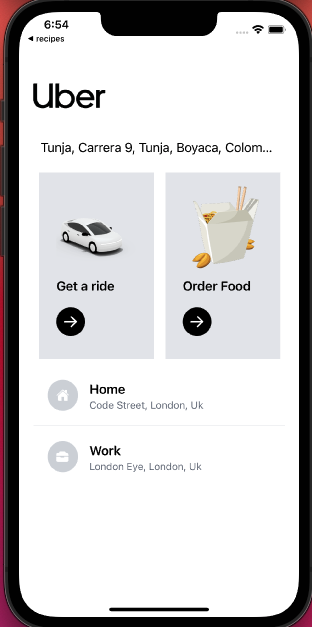 6:54
◀ recipes
Uber
Tunja, Carrera 9, Tunja, Boyaca, Colom...
Get a ride
Order Food
Home
Code Street, London, Uk
Work
London Eye, London, Uk